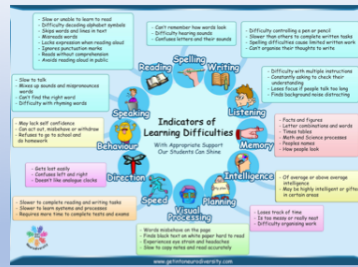 - Slow or unable to learn to read
- Difficulty decoding alphabet symbols
- Skips words and lines in text
- Misreads words
- Lacks expression when reading aloud
- Ignores punctuation marks
- Reads without comprehension
- Avoids reading aloud in public
- Can't remember how words look
- Difficulty hearing sounds
- Confuses letters and their sounds
- Difficulty controlling a pen or pencil
- Slower than others to complete written tasks
- Spelling difficulties cause limited written work
- Can't organise their thoughts to write
Reading
Spelling
Writing
- Difficulty with multiple instructions
- Constantly asking to check their understanding
- Loses focus if people talk too long
- Finds background noise distracting
- Slow to talk
- Mixes up sounds and mispronounces words
- Can't find the right word
- Difficulty with rhyming words
Speaking
Listening
- Facts and Figures
- Letter combinations and words
- Times tables
- Math & Science processes
- Peoples names
- How people look
- May lack self confidence
- Can act out, misbehave or withdraw
- Refuses to go to school and do homework
Behaviour
Indicators of
Learning Difficulties
With Appropriate Support
Our Students Can Shine
Memory
- Gets lost easily
- Confuses left and right
- Doesn't like analogue clocks
Direction
Intelligence
- Of average or above average intelligence
- May be highly intelligent or gifted in certain areas
- Slower to complete reading and writing tasks
- Slower to learn systems and processes
- Requires more time to complete tests and exams
Speed
Visual
Processing
Planning
- Loses track of time
- Is too messy or really neat
- Difficulty organising work
- Words misbehave on the page
- Finds black text on white paper hard to read
- Experiences eye strain and headaches
- Slow to copy notes and read accurately
www.getintoneurodiversity.com